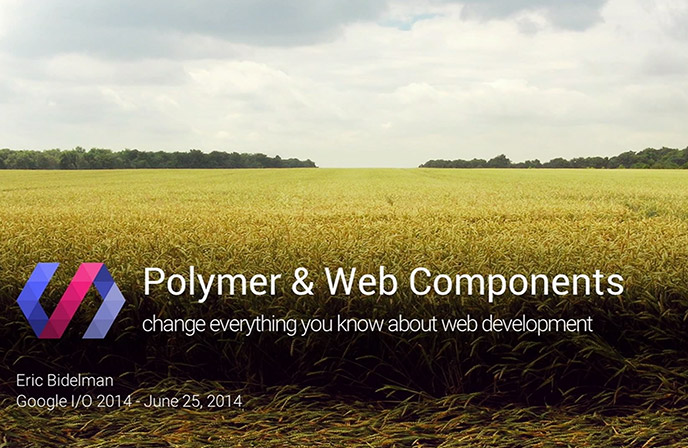 Polymer & Web Components
change everything you know about web development
Eric Bidelman
Google I/O 2014 - June 25, 2014